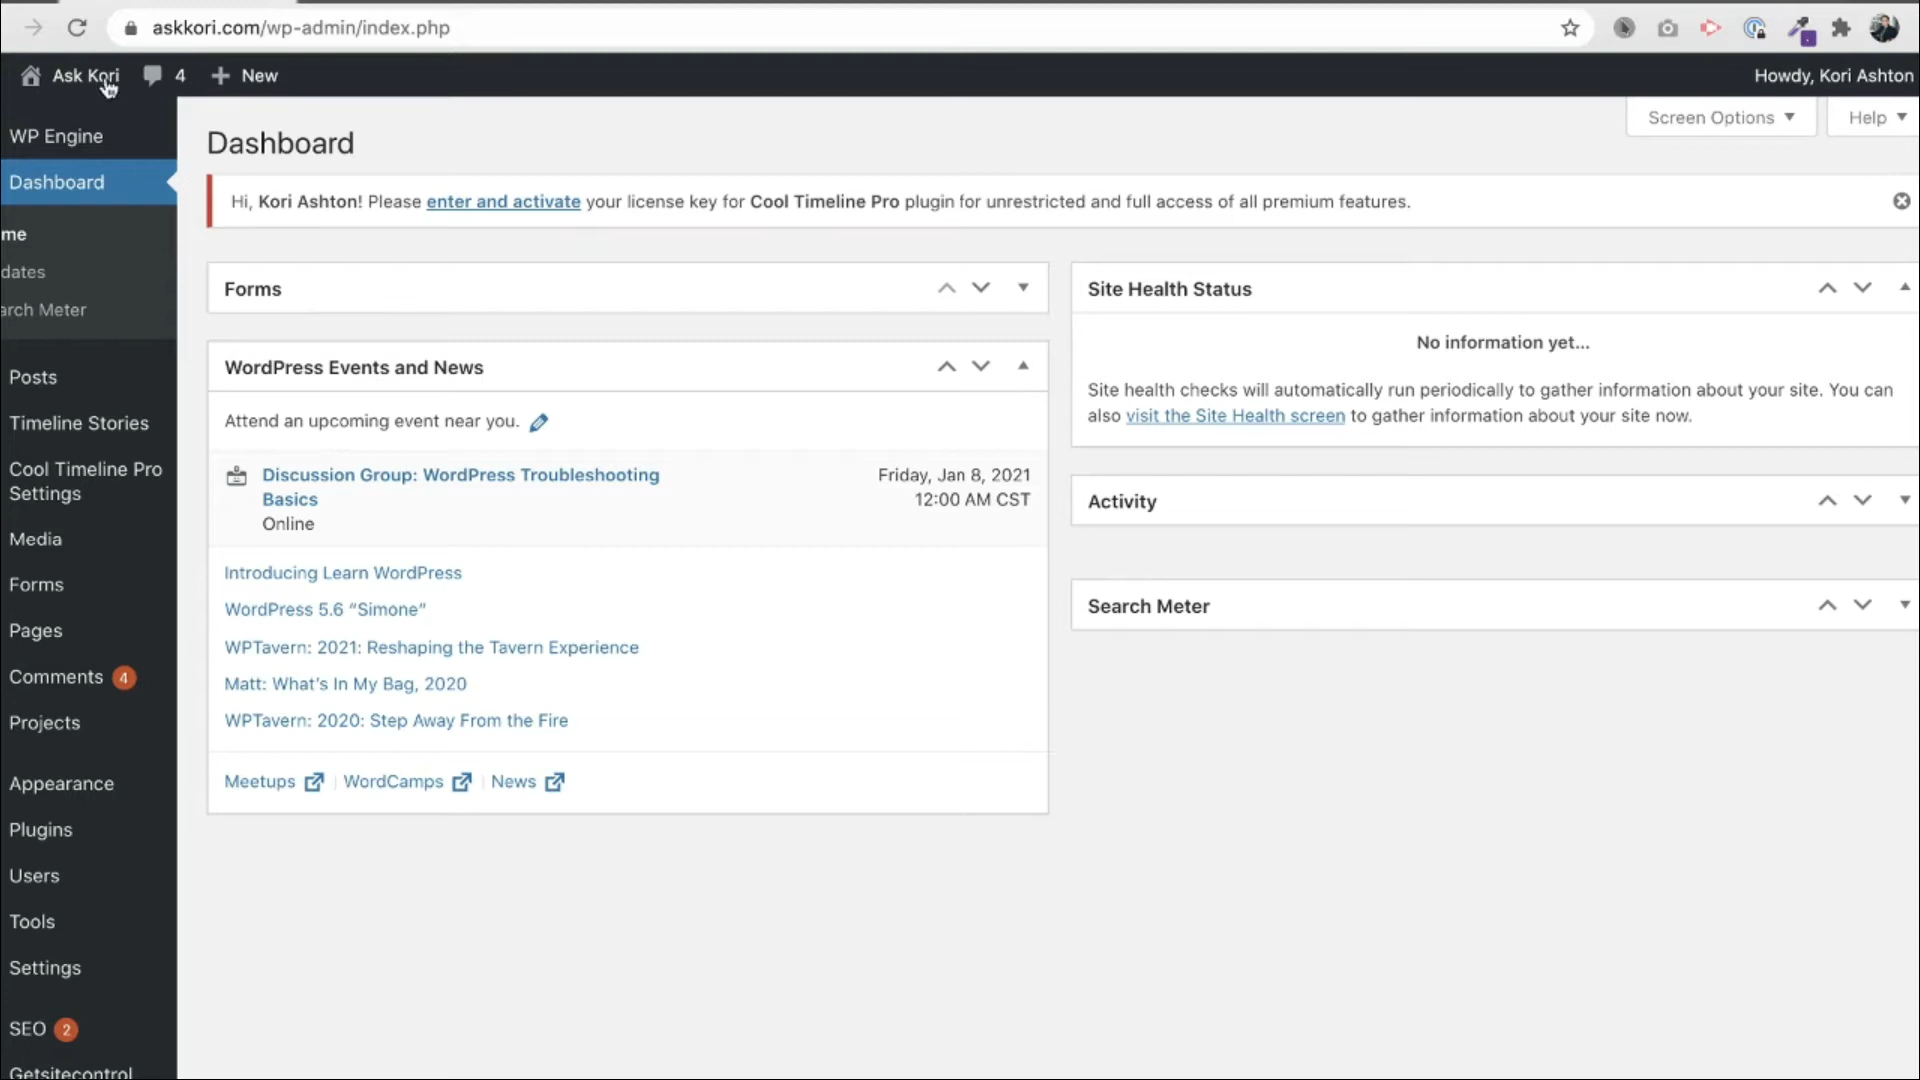 askkori.com/wp-admin/index.php
Ask Kori 4 New Howdy, Kori Ashton
Screen Options Help
WP Engine
Dashboard
me
dates
arch Meter
Posts
Timeline Stories
Cool Timeline Pro
Settings
Media
Forms
Pages
Comments 4
Projects
Appearance
Plugins
Users
Tools
Settings
SEO 2
Getsitecontrol
Dashboard
Hi, Kori Ashton! Please enter and activate your license key for Cool Timeline Pro plugin for unrestricted and full access of all premium features.
Forms
WordPress Events and News
Attend an upcoming event near you.
Discussion Group: WordPress Troubleshooting
Basics
Online
Friday, Jan 8, 2021
12:00 AM CST
Introducing Learn WordPress
WordPress 5.6 “Simone”
WPTavern: 2021: Reshaping the Tavern Experience
Matt: What’s In My Bag, 2020
WPTavern: 2020: Step Away From the Fire
Meetups | WordCamps | News
Site Health Status
No information yet...
Site health checks will automatically run periodically to gather information about your site. You can
also visit the Site Health screen to gather information about your site now.
Activity
Search Meter